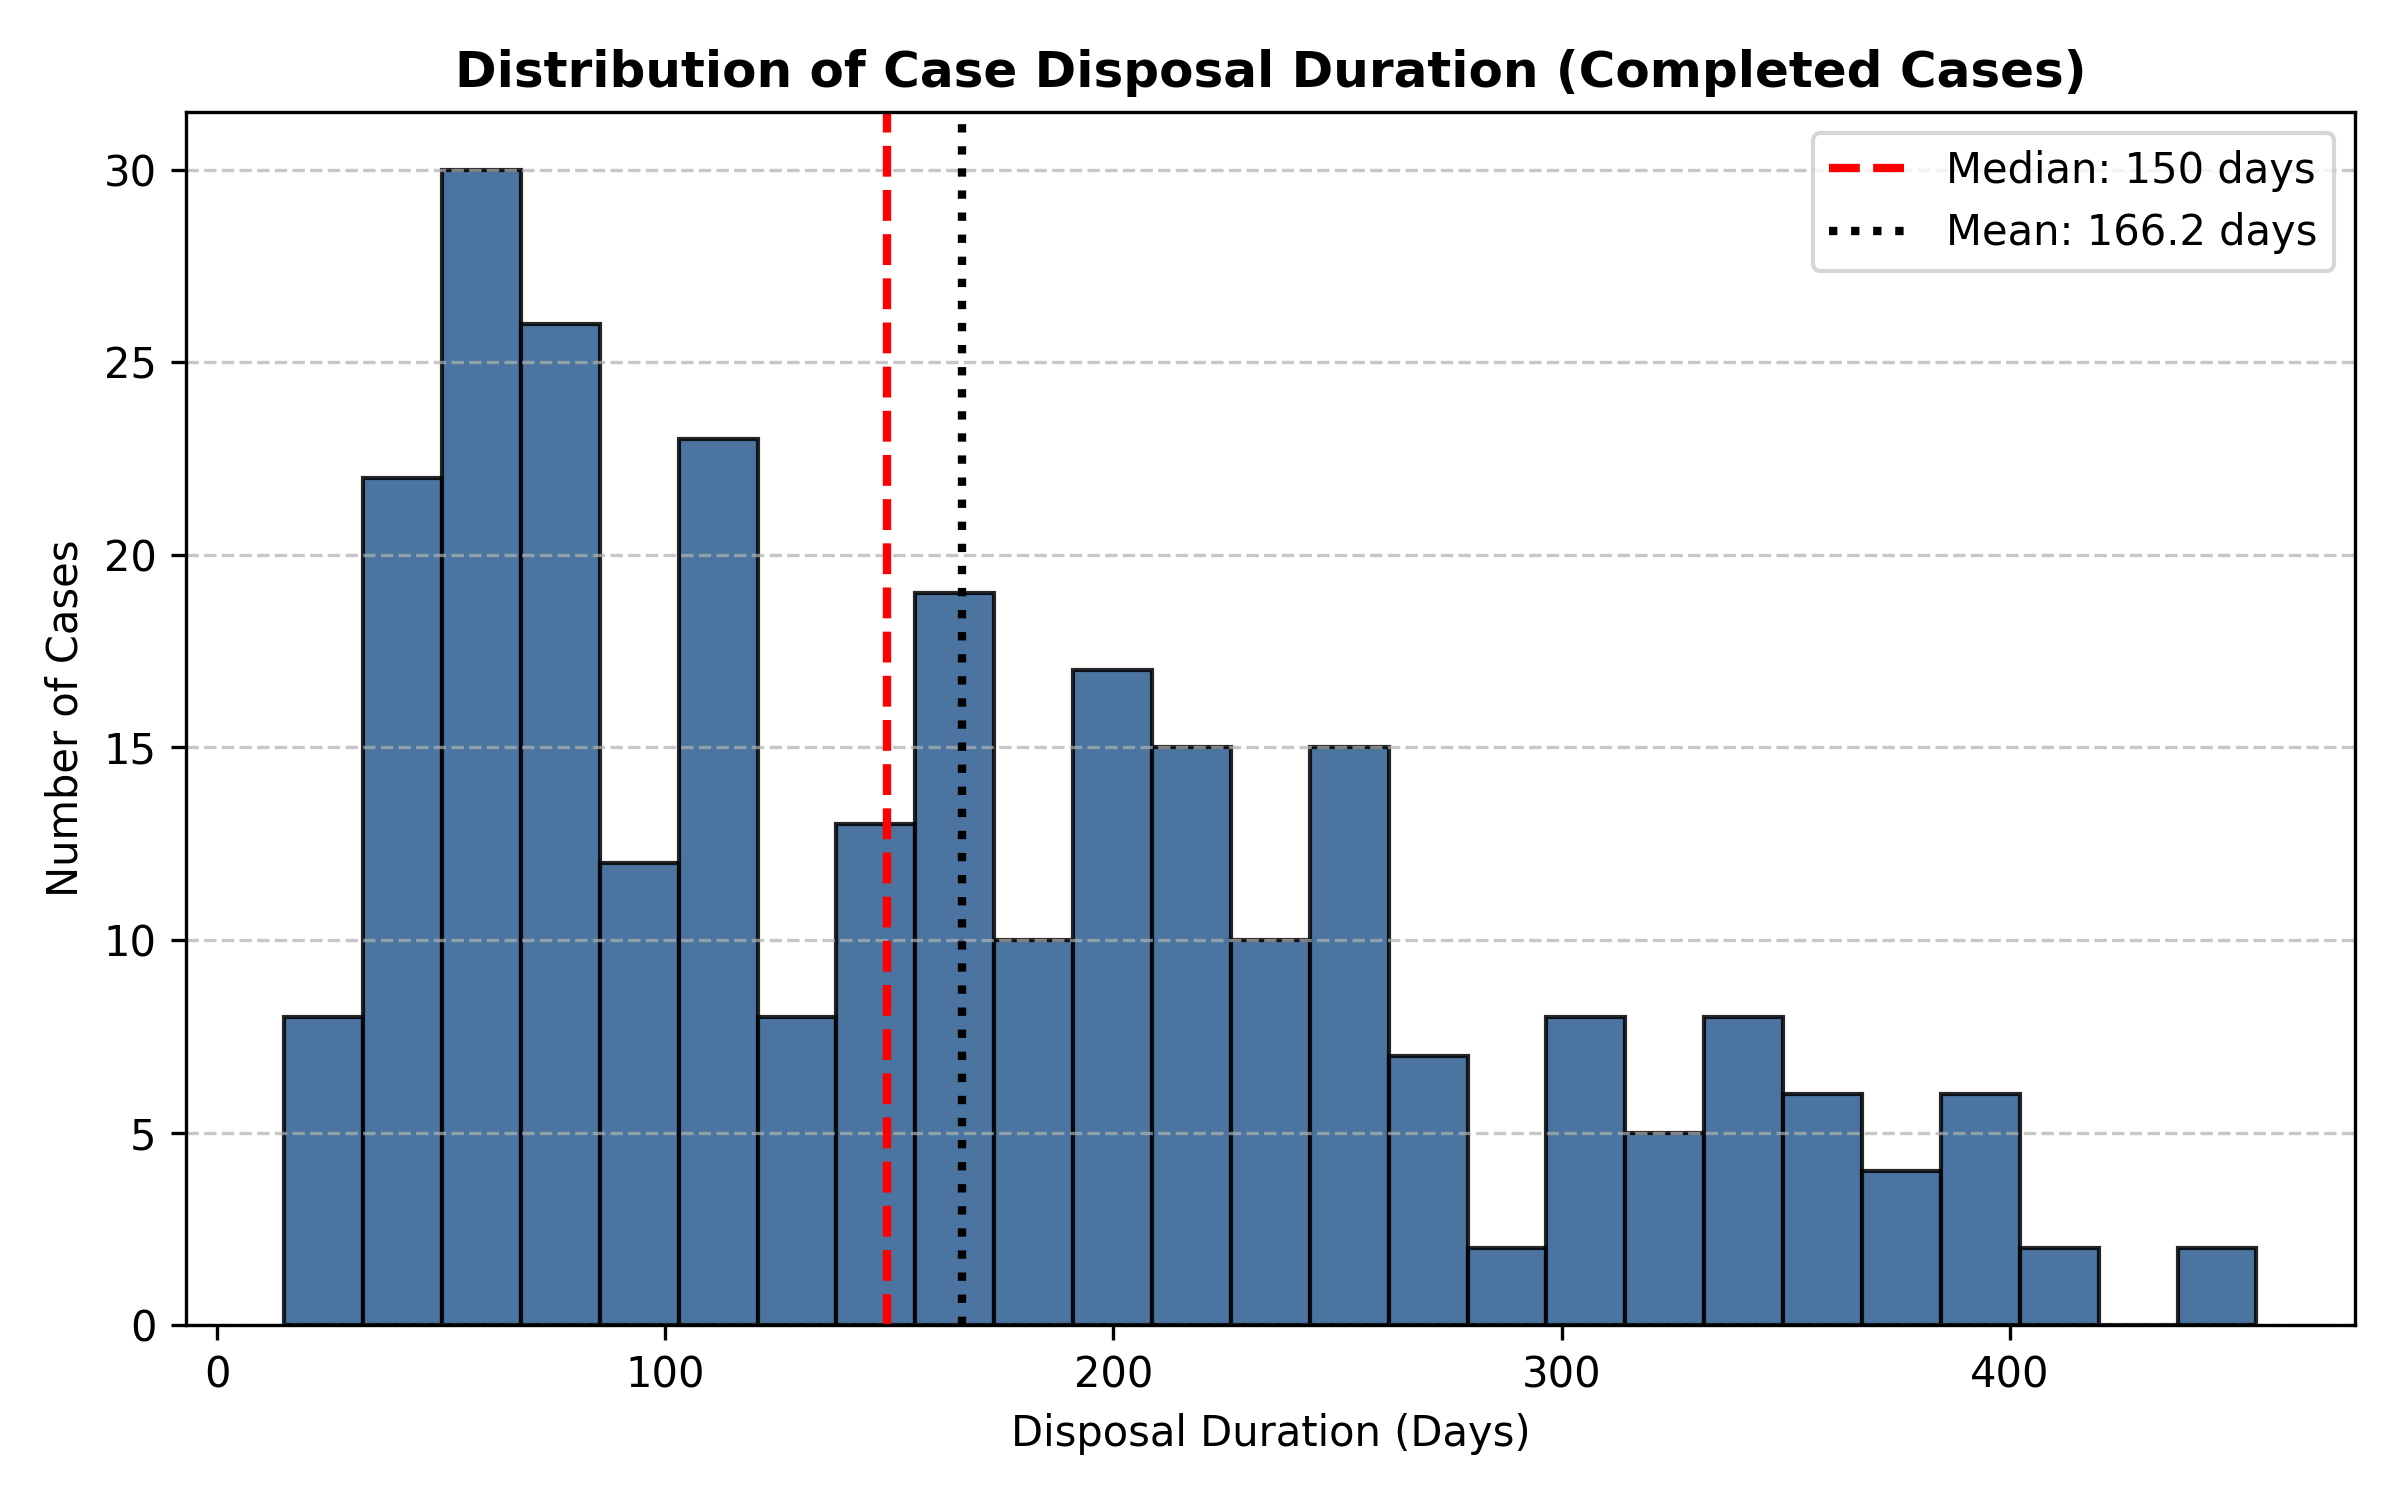 Distribution of Case Disposal Duration (Completed Cases)
Median: 150 days
Mean: 166.2 days
30
25
20
15
10
5
0
Number of Cases
0 100 200 300 400
Disposal Duration (Days)